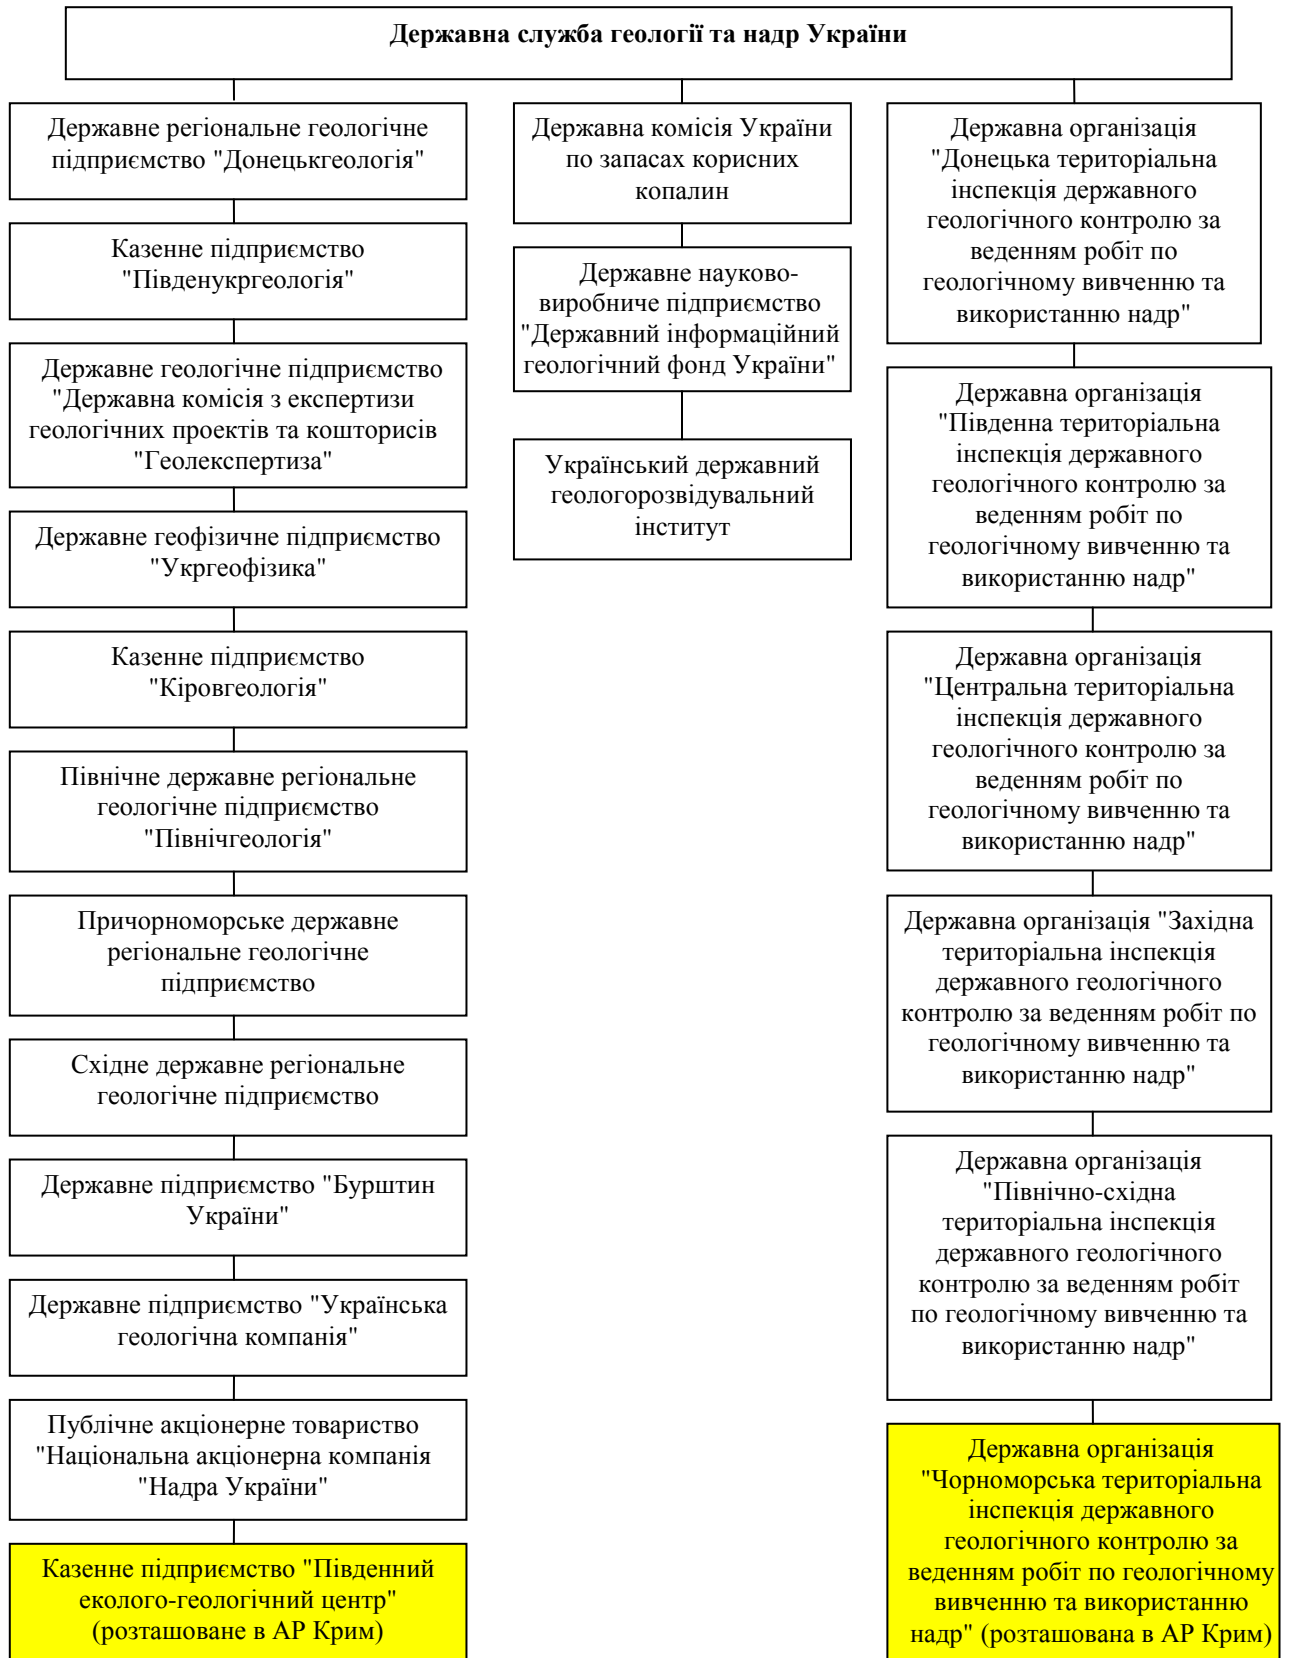 Державна служба геології та надр України
Державне регіональне геологічне
підприємство "Донецькгеологія"
Казенне підприємство
"Південукргеологія"
Державне геологічне підприємство
"Державна комісія з експертизи
геологічних проектів та кошторисів
"Геолекспертиза"
Державне геофізичне підприємство
"Укргеофізика"
Казенне підприємство
"Кіровгеологія"
Північне державне регіональне
геологічне підприємство
"Північгеологія"
Причорноморське державне
регіональне геологічне
підприємство
Східне державне регіональне
геологічне підприємство
Державне підприємство "Бурштин
України"
Державне підприємство "Українська
геологічна компанія"
Публічне акціонерне товариство
"Національна акціонерна компанія
"Надра України"
Казенне підприємство "Південний
еколого-геологічний центр"
(розташоване в АР Крим)
Державна комісія України
по запасах корисних
копалин
Державне науково-
виробниче підприємство
"Державний інформаційний
геологічний фонд України"
Український державний
геологорозвідувальний
інститут
Державна організація
"Донецька територіальна
інспекція державного
геологічного контролю за
веденням робіт по
геологічному вивченню та
використанню надр"
Державна організація
"Південна територіальна
інспекція державного
геологічного контролю за
веденням робіт по
геологічному вивченню та
використанню надр"
Державна організація
"Центральна територіальна
інспекція державного
геологічного контролю за
веденням робіт по
геологічному вивченню та
використанню надр"
Державна організація "Західна
територіальна інспекція
державного геологічного
контролю за веденням робіт по
геологічному вивченню та
використанню надр"
Державна організація
"Північно-східна
територіальна інспекція
державного геологічного
контролю за веденням робіт
по геологічному вивченню та
використанню надр"
Державна організація
"Чорноморська територіальна
інспекція державного
геологічного контролю за
веденням робіт по геологічному
вивченню та використанню
надр" (розташована в АР Крим)